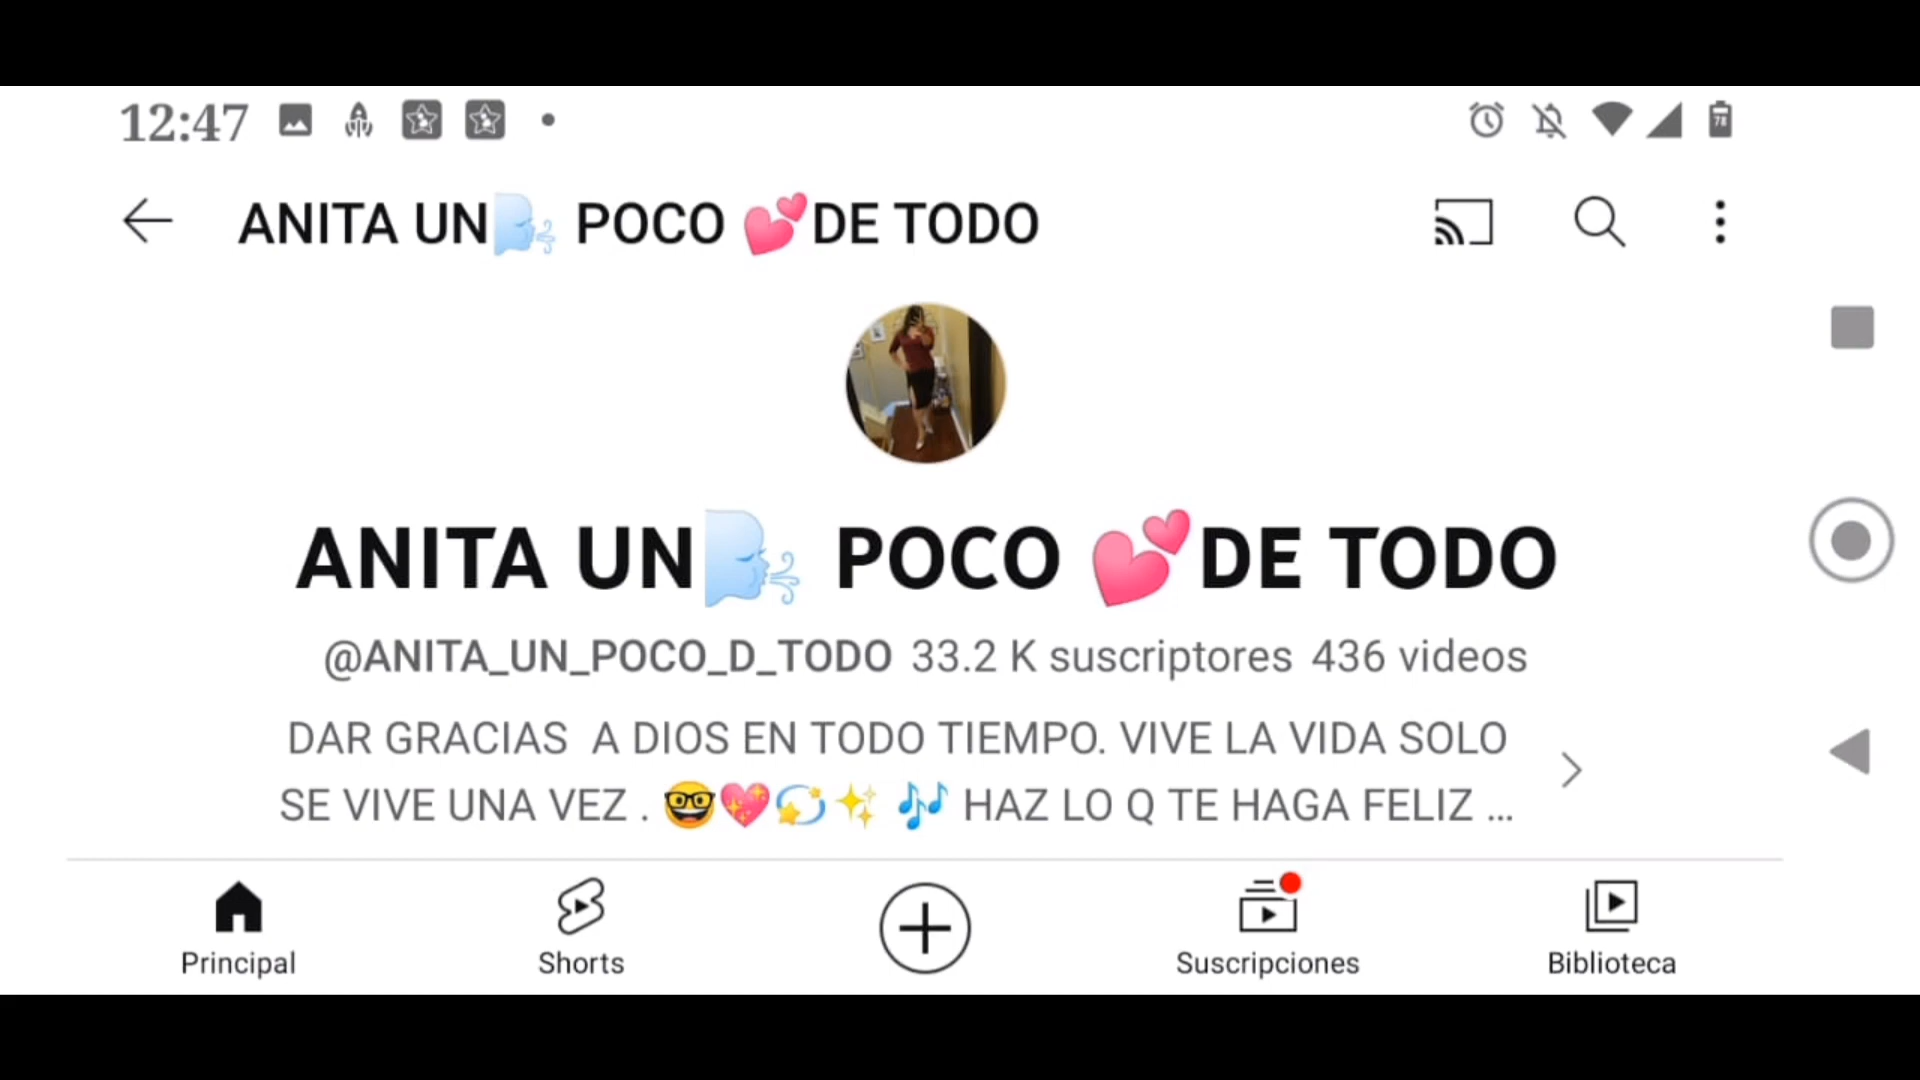 12:47
78
ANITA UN🌬️ POCO 💕DE TODO
ANITA UN🌬️ POCO 💕DE TODO
@ANITA_UN_POCO_D_TODO 33.2 K suscriptores 436 videos
DAR GRACIAS  A DIOS EN TODO TIEMPO. VIVE LA VIDA SOLO
SE VIVE UNA VEZ . 🤓💖💫✨ 🎶 HAZ LO Q TE HAGA FELIZ ...
Principal
Shorts
Suscripciones
Biblioteca